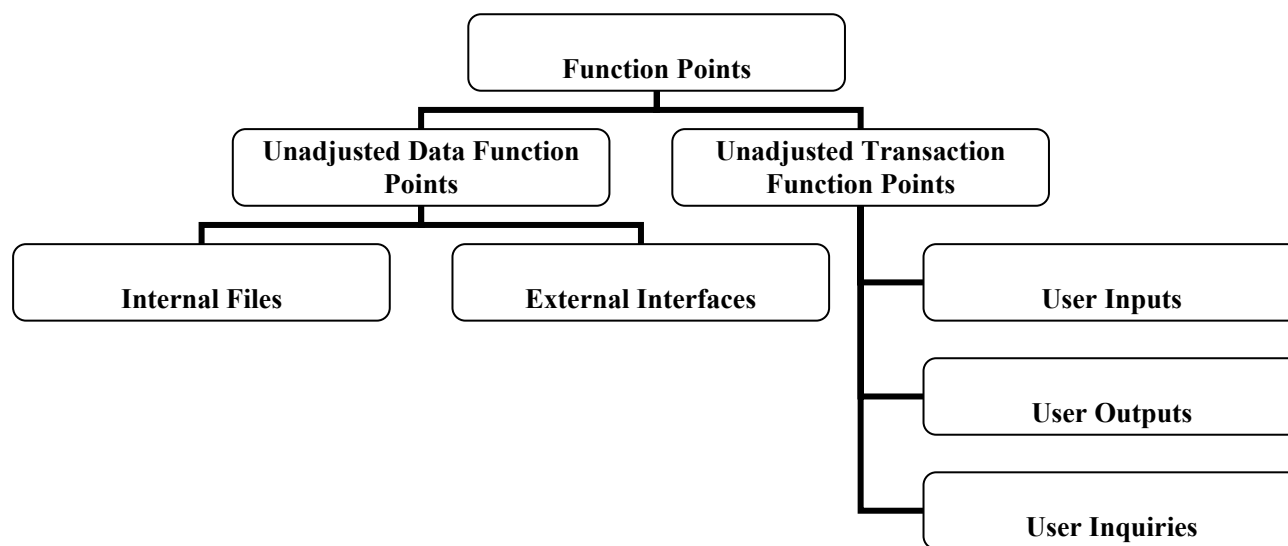 Function Points
Unadjusted Data Function
Points
Unadjusted Transaction
Function Points
Internal Files
External Interfaces
User Inputs
User Outputs
User Inquiries